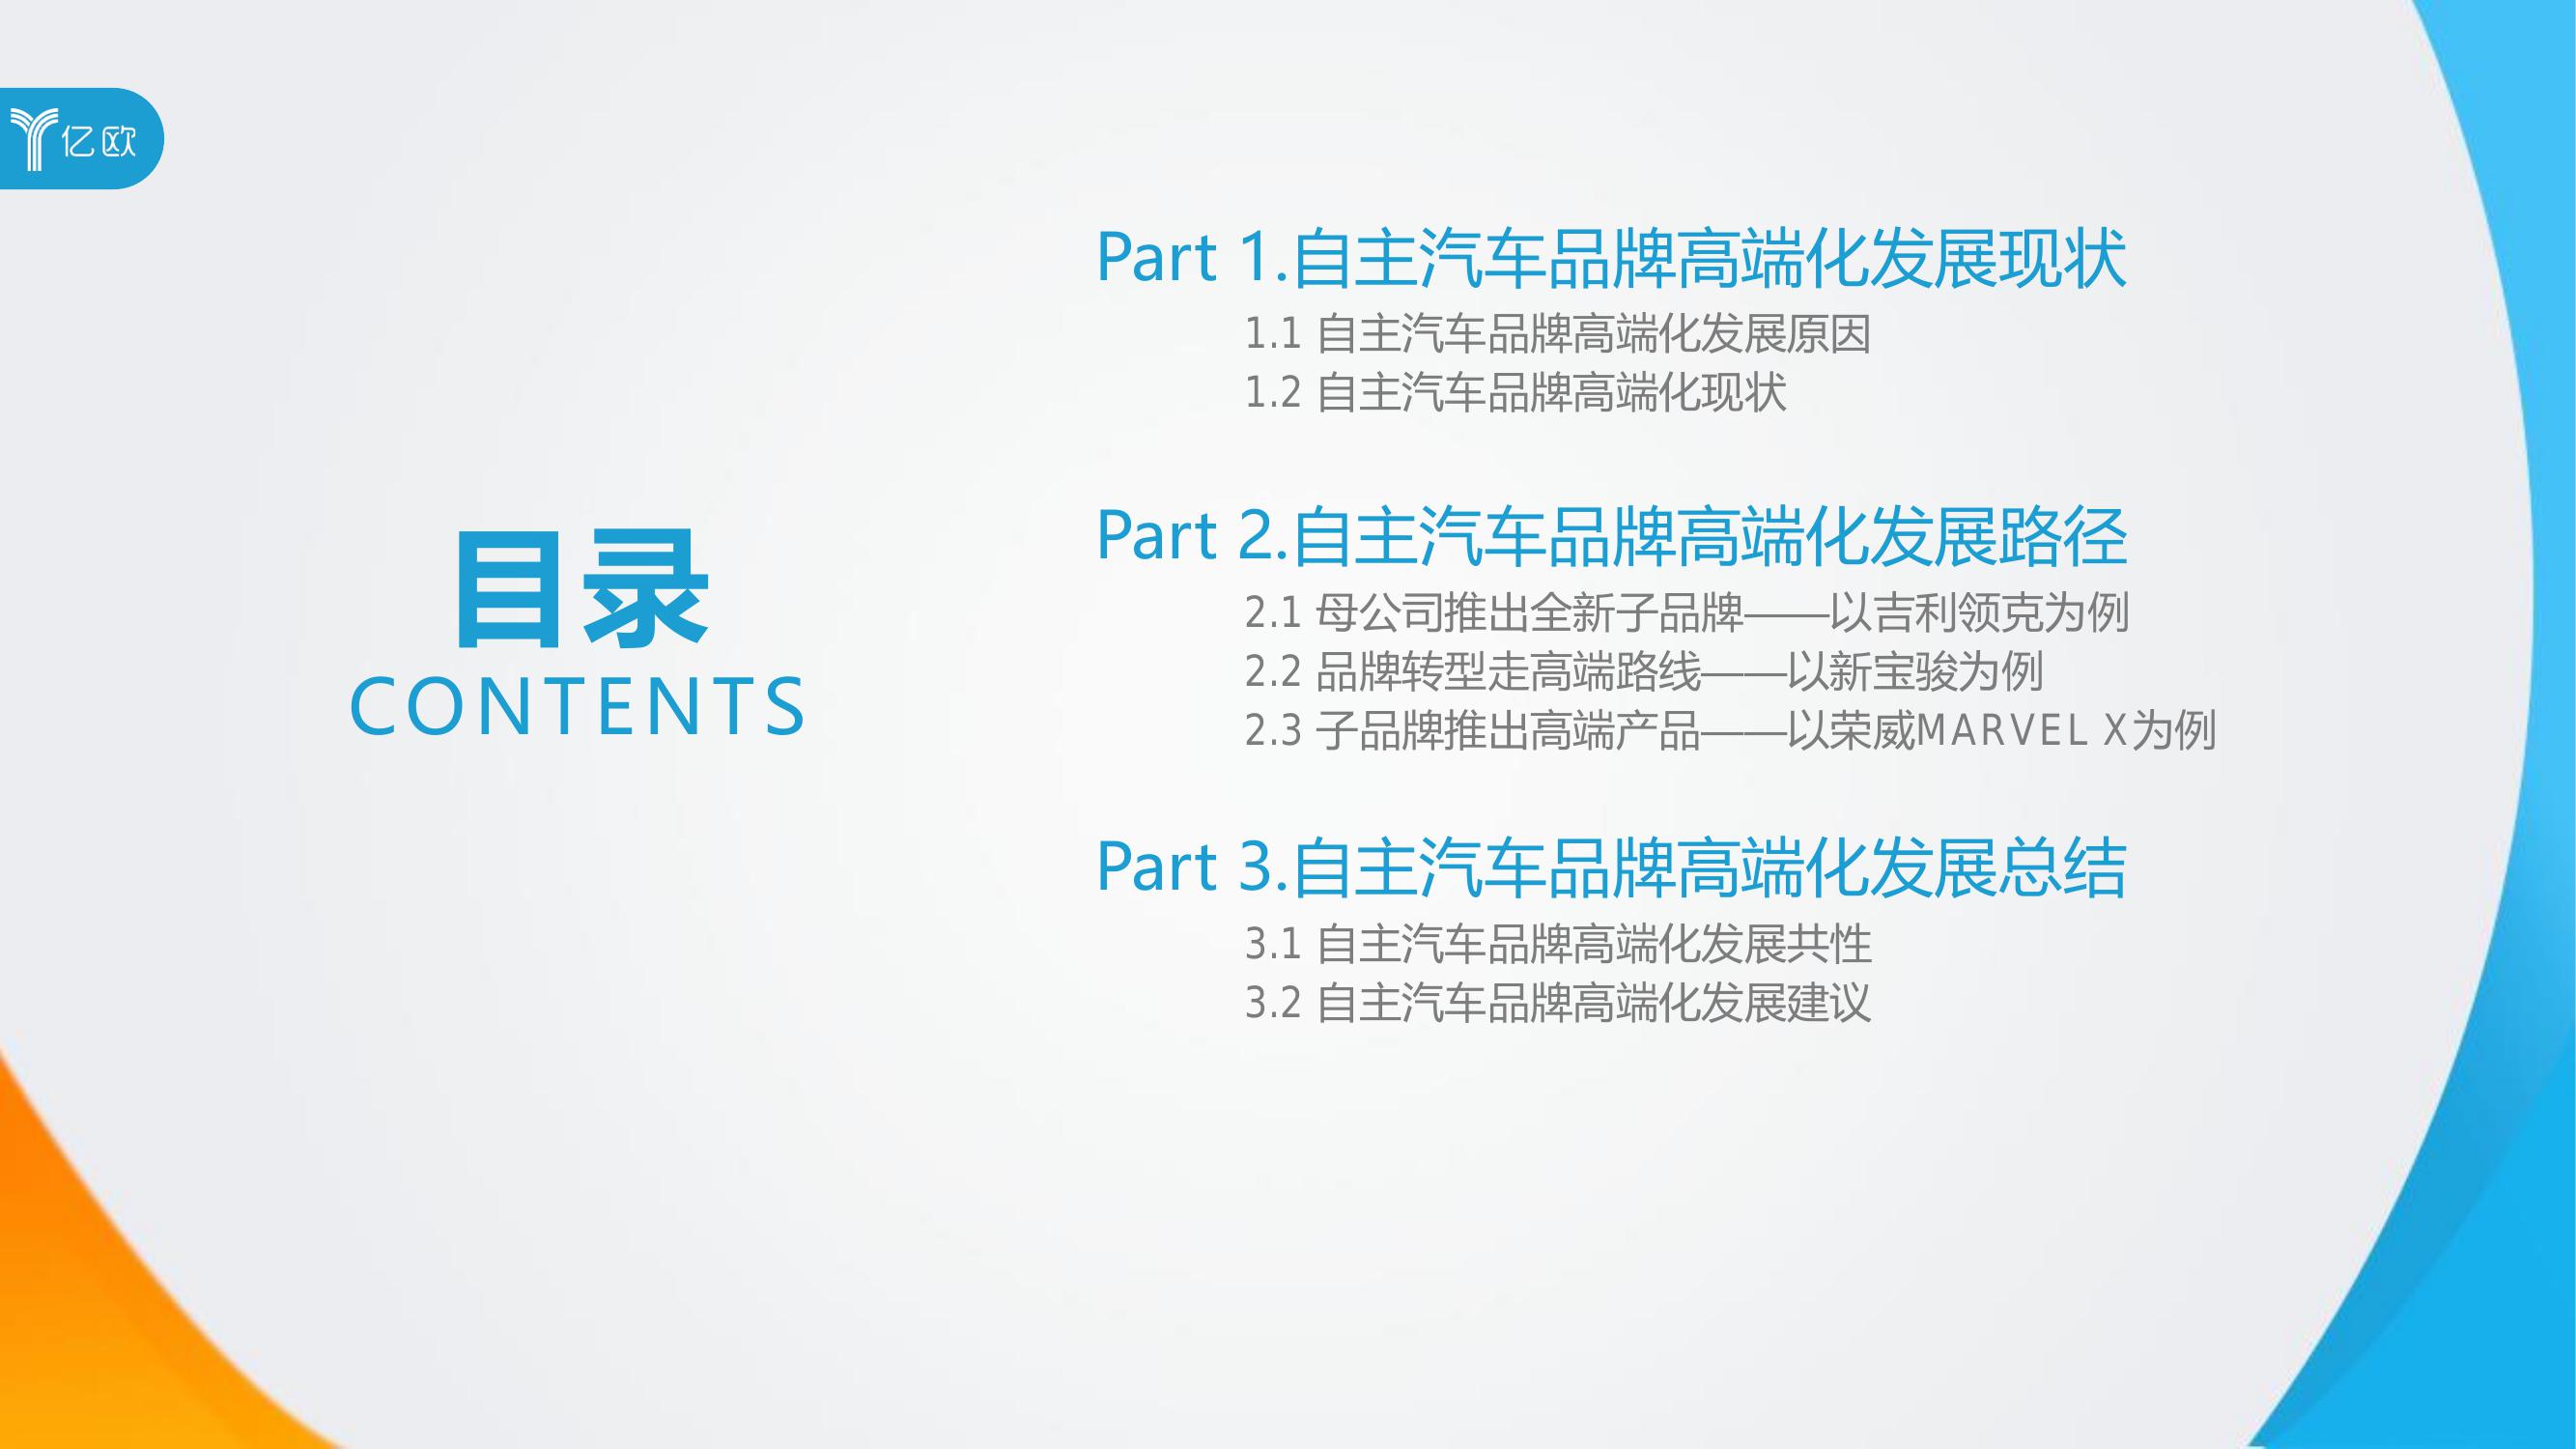 亿欧
目录
CONTENTS
Part 1.自主汽车品牌高端化发展现状
1.1 自主汽车品牌高端化发展原因
1.2 自主汽车品牌高端化现状
Part 2.自主汽车品牌高端化发展路径
2.1 母公司推出全新子品牌——以吉利领克为例
2.2 品牌转型走高端路线——以新宝骏为例
2.3 子品牌推出高端产品——以荣威MARVEL X为例
Part 3.自主汽车品牌高端化发展总结
3.1 自主汽车品牌高端化发展共性
3.2 自主汽车品牌高端化发展建议